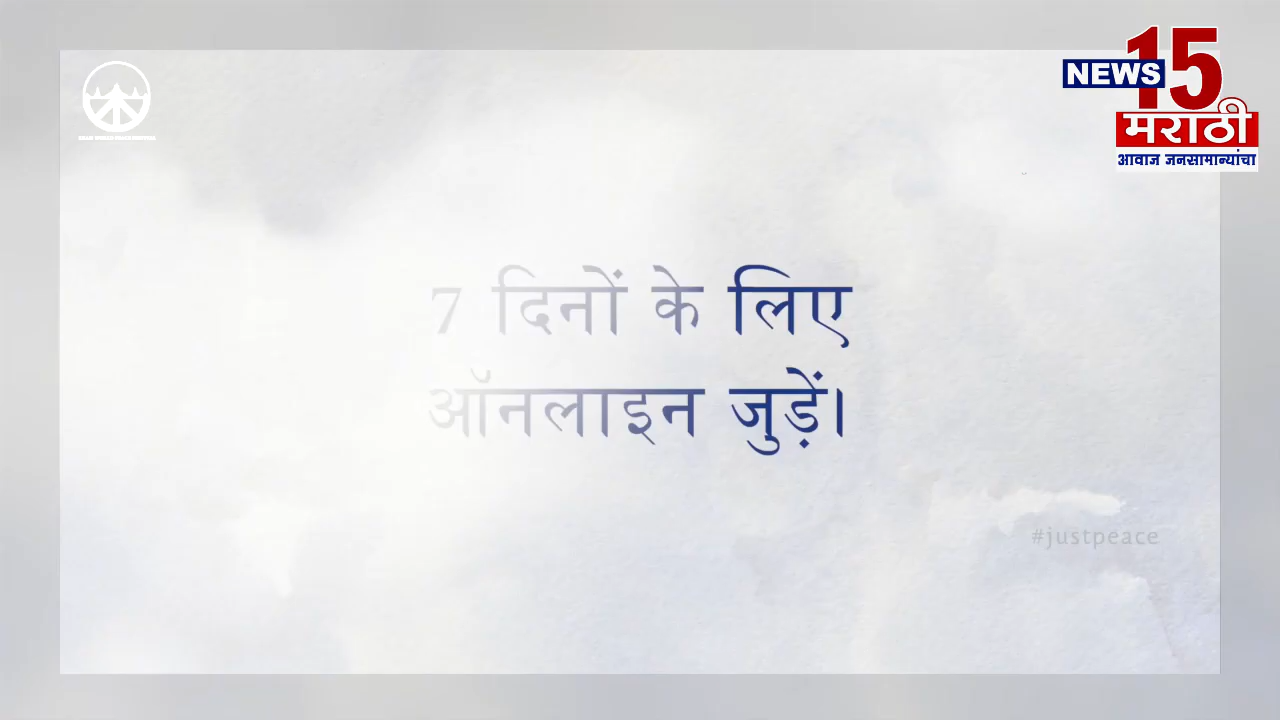 NEWS 15
मराठी
आवाज जनसामान्यांचा
7 दिनों के लिए
ऑनलाइन जुड़ें।
#justpeace